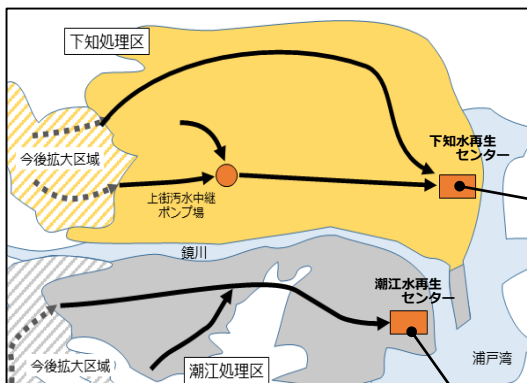 下知処理区
今後拡大区域
下知水再生
センター
上街汚水中継
ポンプ場
鏡川
潮江水再生
センター
今後拡大区域
潮江処理区
浦戸湾